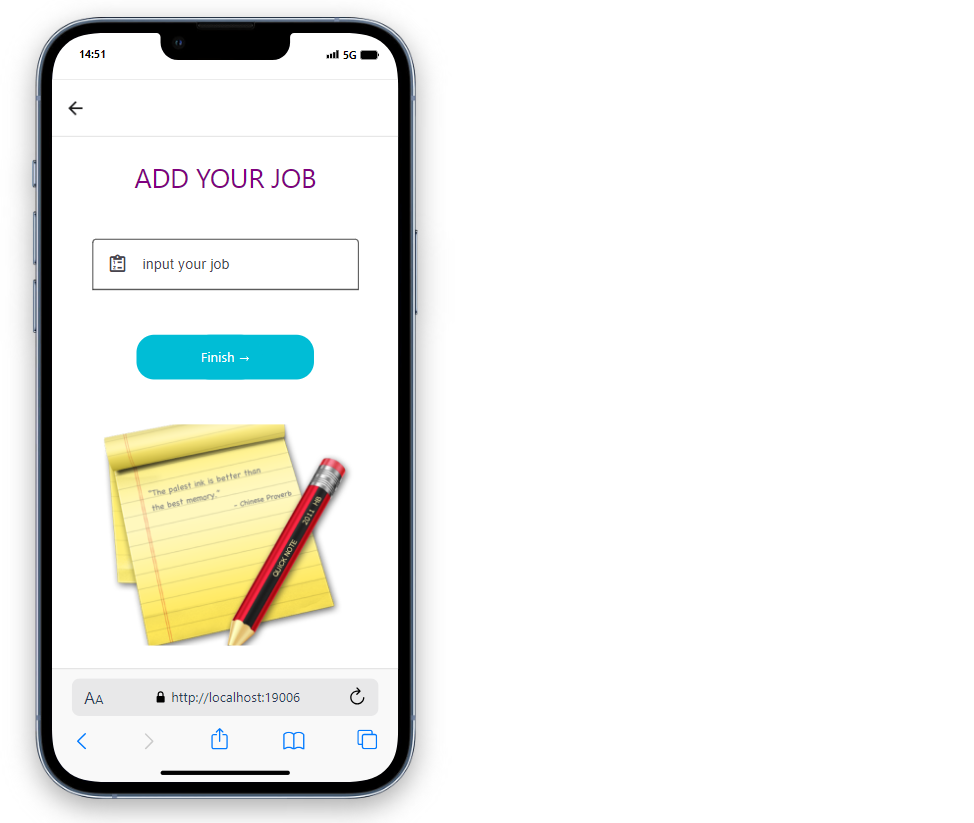 14:51
5G
ADD YOUR JOB
input your job
Finish →
"The palest ink is better than
the best memory."
- Chinese Proverb
QUICK NOTE 2011 HB
AA http://localhost:19006